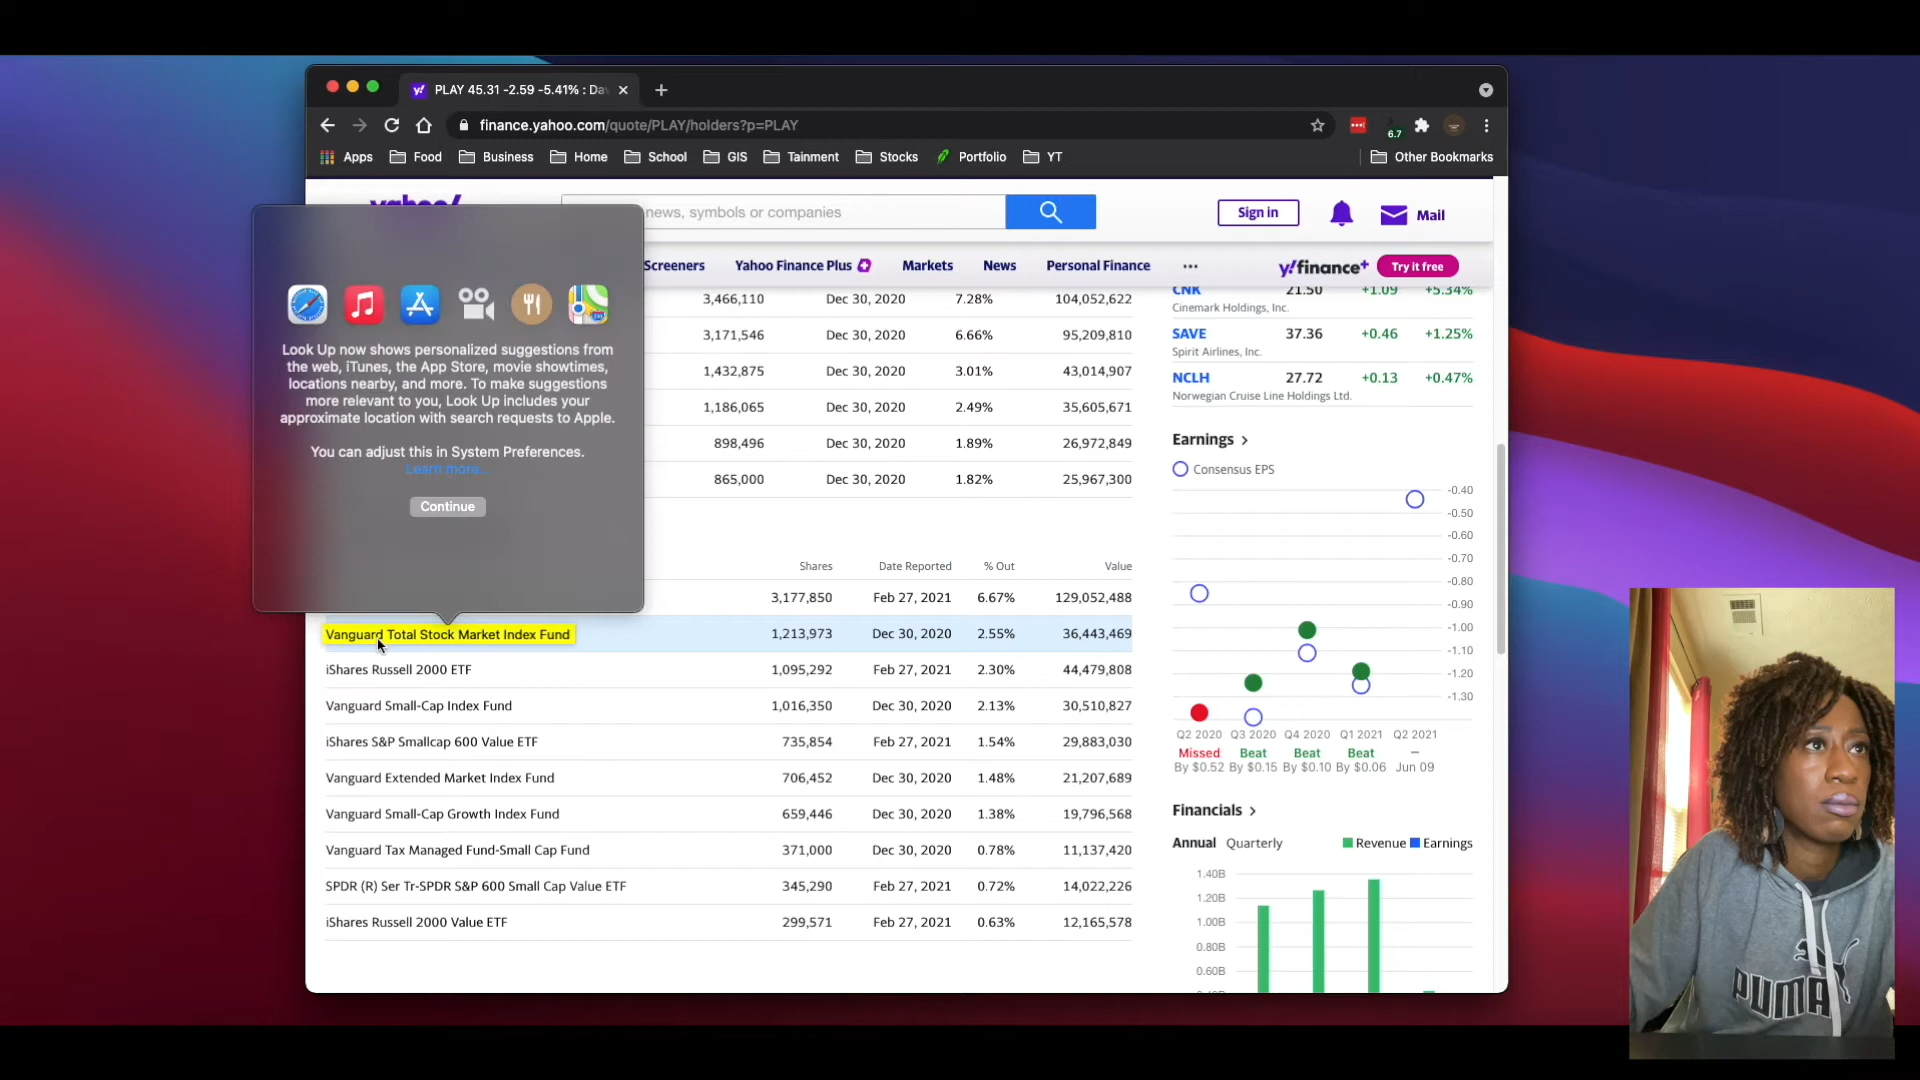 PLAY 45.31 -2.59 -5.41% : Da
finance.yahoo.com/quote/PLAY/holders?p=PLAY
6.7
Apps Food Business Home School GIS Tainment Stocks Portfolio YT Other Bookmarks
yahoo!
news, symbols or companies
Sign in
Mail
Screeners Yahoo Finance Plus Markets News Personal Finance ... y!finance+ Try it free
Look Up now shows personalized suggestions from
the web, iTunes, the App Store, movie showtimes,
locations nearby, and more. To make suggestions
more relevant to you, Look Up includes your
approximate location with search requests to Apple.
You can adjust this in System Preferences.
Learn more...
Continue
3,466,110 Dec 30, 2020 7.28% 104,052,622
3,171,546 Dec 30, 2020 6.66% 95,209,810
1,432,875 Dec 30, 2020 3.01% 43,014,907
1,186,065 Dec 30, 2020 2.49% 35,605,671
898,496 Dec 30, 2020 1.89% 26,972,849
865,000 Dec 30, 2020 1.82% 25,967,300
Shares Date Reported % Out Value
3,177,850 Feb 27, 2021 6.67% 129,052,488
Vanguard Total Stock Market Index Fund 1,213,973 Dec 30, 2020 2.55% 36,443,469
iShares Russell 2000 ETF 1,095,292 Feb 27, 2021 2.30% 44,479,808
Vanguard Small-Cap Index Fund 1,016,350 Dec 30, 2020 2.13% 30,510,827
iShares S&P Smallcap 600 Value ETF 735,854 Feb 27, 2021 1.54% 29,883,030
Vanguard Extended Market Index Fund 706,452 Dec 30, 2020 1.48% 21,207,689
Vanguard Small-Cap Growth Index Fund 659,446 Dec 30, 2020 1.38% 19,796,568
Vanguard Tax Managed Fund-Small Cap Fund 371,000 Dec 30, 2020 0.78% 11,137,420
SPDR (R) Ser Tr-SPDR S&P 600 Small Cap Value ETF 345,290 Feb 27, 2021 0.72% 14,022,226
iShares Russell 2000 Value ETF 299,571 Feb 27, 2021 0.63% 12,165,578
CNK 21.50 +1.09 +5.34%
Cinemark Holdings, Inc.
SAVE 37.36 +0.46 +1.25%
Spirit Airlines, Inc.
NCLH 27.72 +0.13 +0.47%
Norwegian Cruise Line Holdings Ltd.
Earnings
Consensus EPS
-0.40
-0.50
-0.60
-0.70
-0.80
-0.90
-1.00
-1.10
-1.20
-1.30
Q2 2020 Q3 2020 Q4 2020 Q1 2021 Q2 2021
Missed Beat Beat Beat —
By $0.52 By $0.15 By $0.10 By $0.06 Jun 09
Financials
Annual Quarterly Revenue Earnings
1.40B
1.20B
1.00B
0.80B
0.60B
PUMA